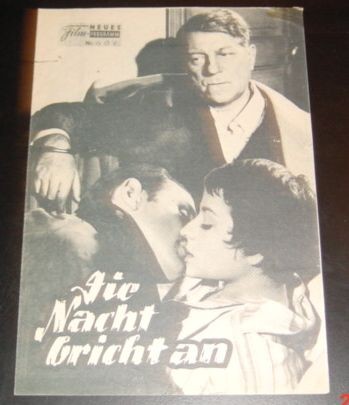 NEUES
Film-PROGRAMM
Die
Nacht
bricht an